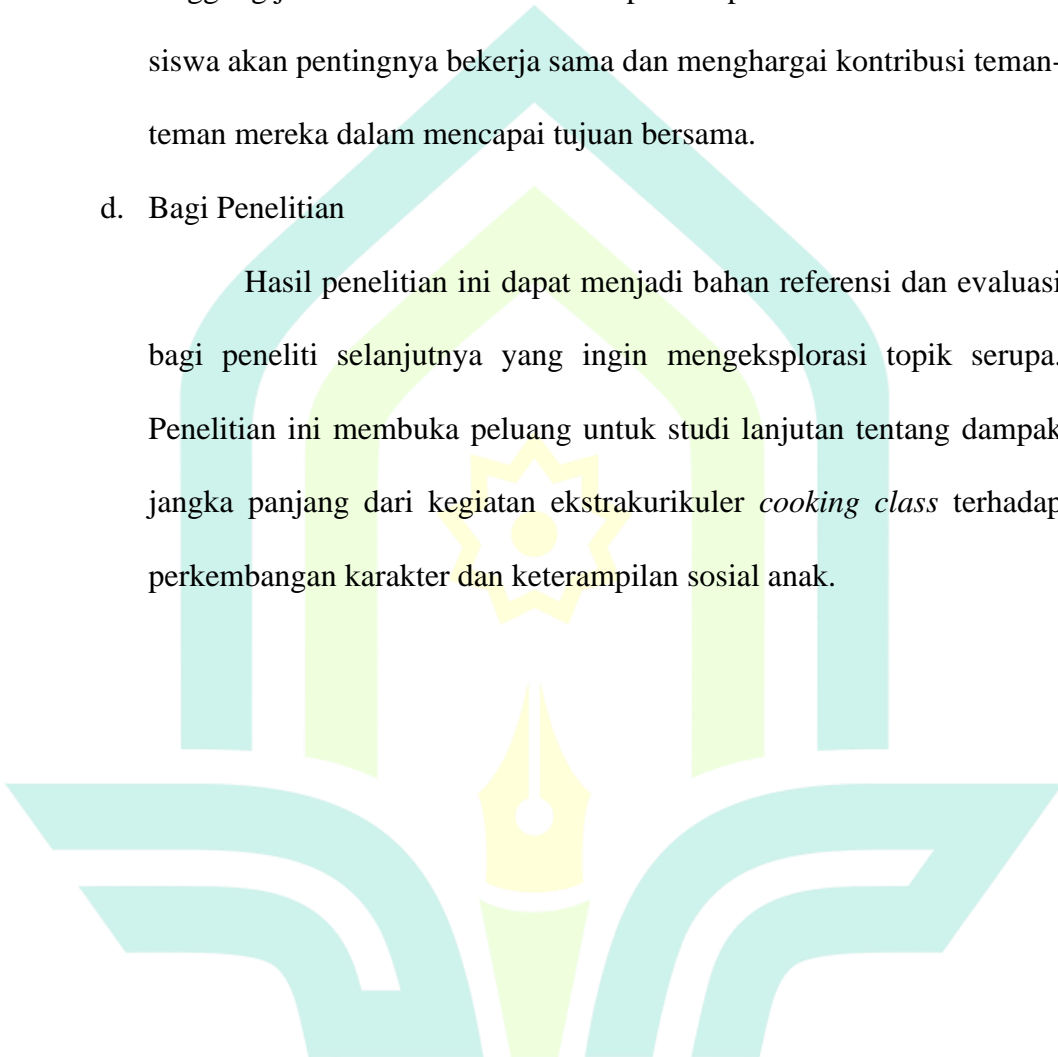 siswa akan pentingnya bekerja sama dan menghargai kontribusi teman-
teman mereka dalam mencapai tujuan bersama.
d. Bagi Penelitian
Hasil penelitian ini dapat menjadi bahan referensi dan evaluasi
bagi peneliti selanjutnya yang ingin mengeksplorasi topik serupa.
Penelitian ini membuka peluang untuk studi lanjutan tentang dampak
jangka panjang dari kegiatan ekstrakurikuler cooking class terhadap
perkembangan karakter dan keterampilan sosial anak.